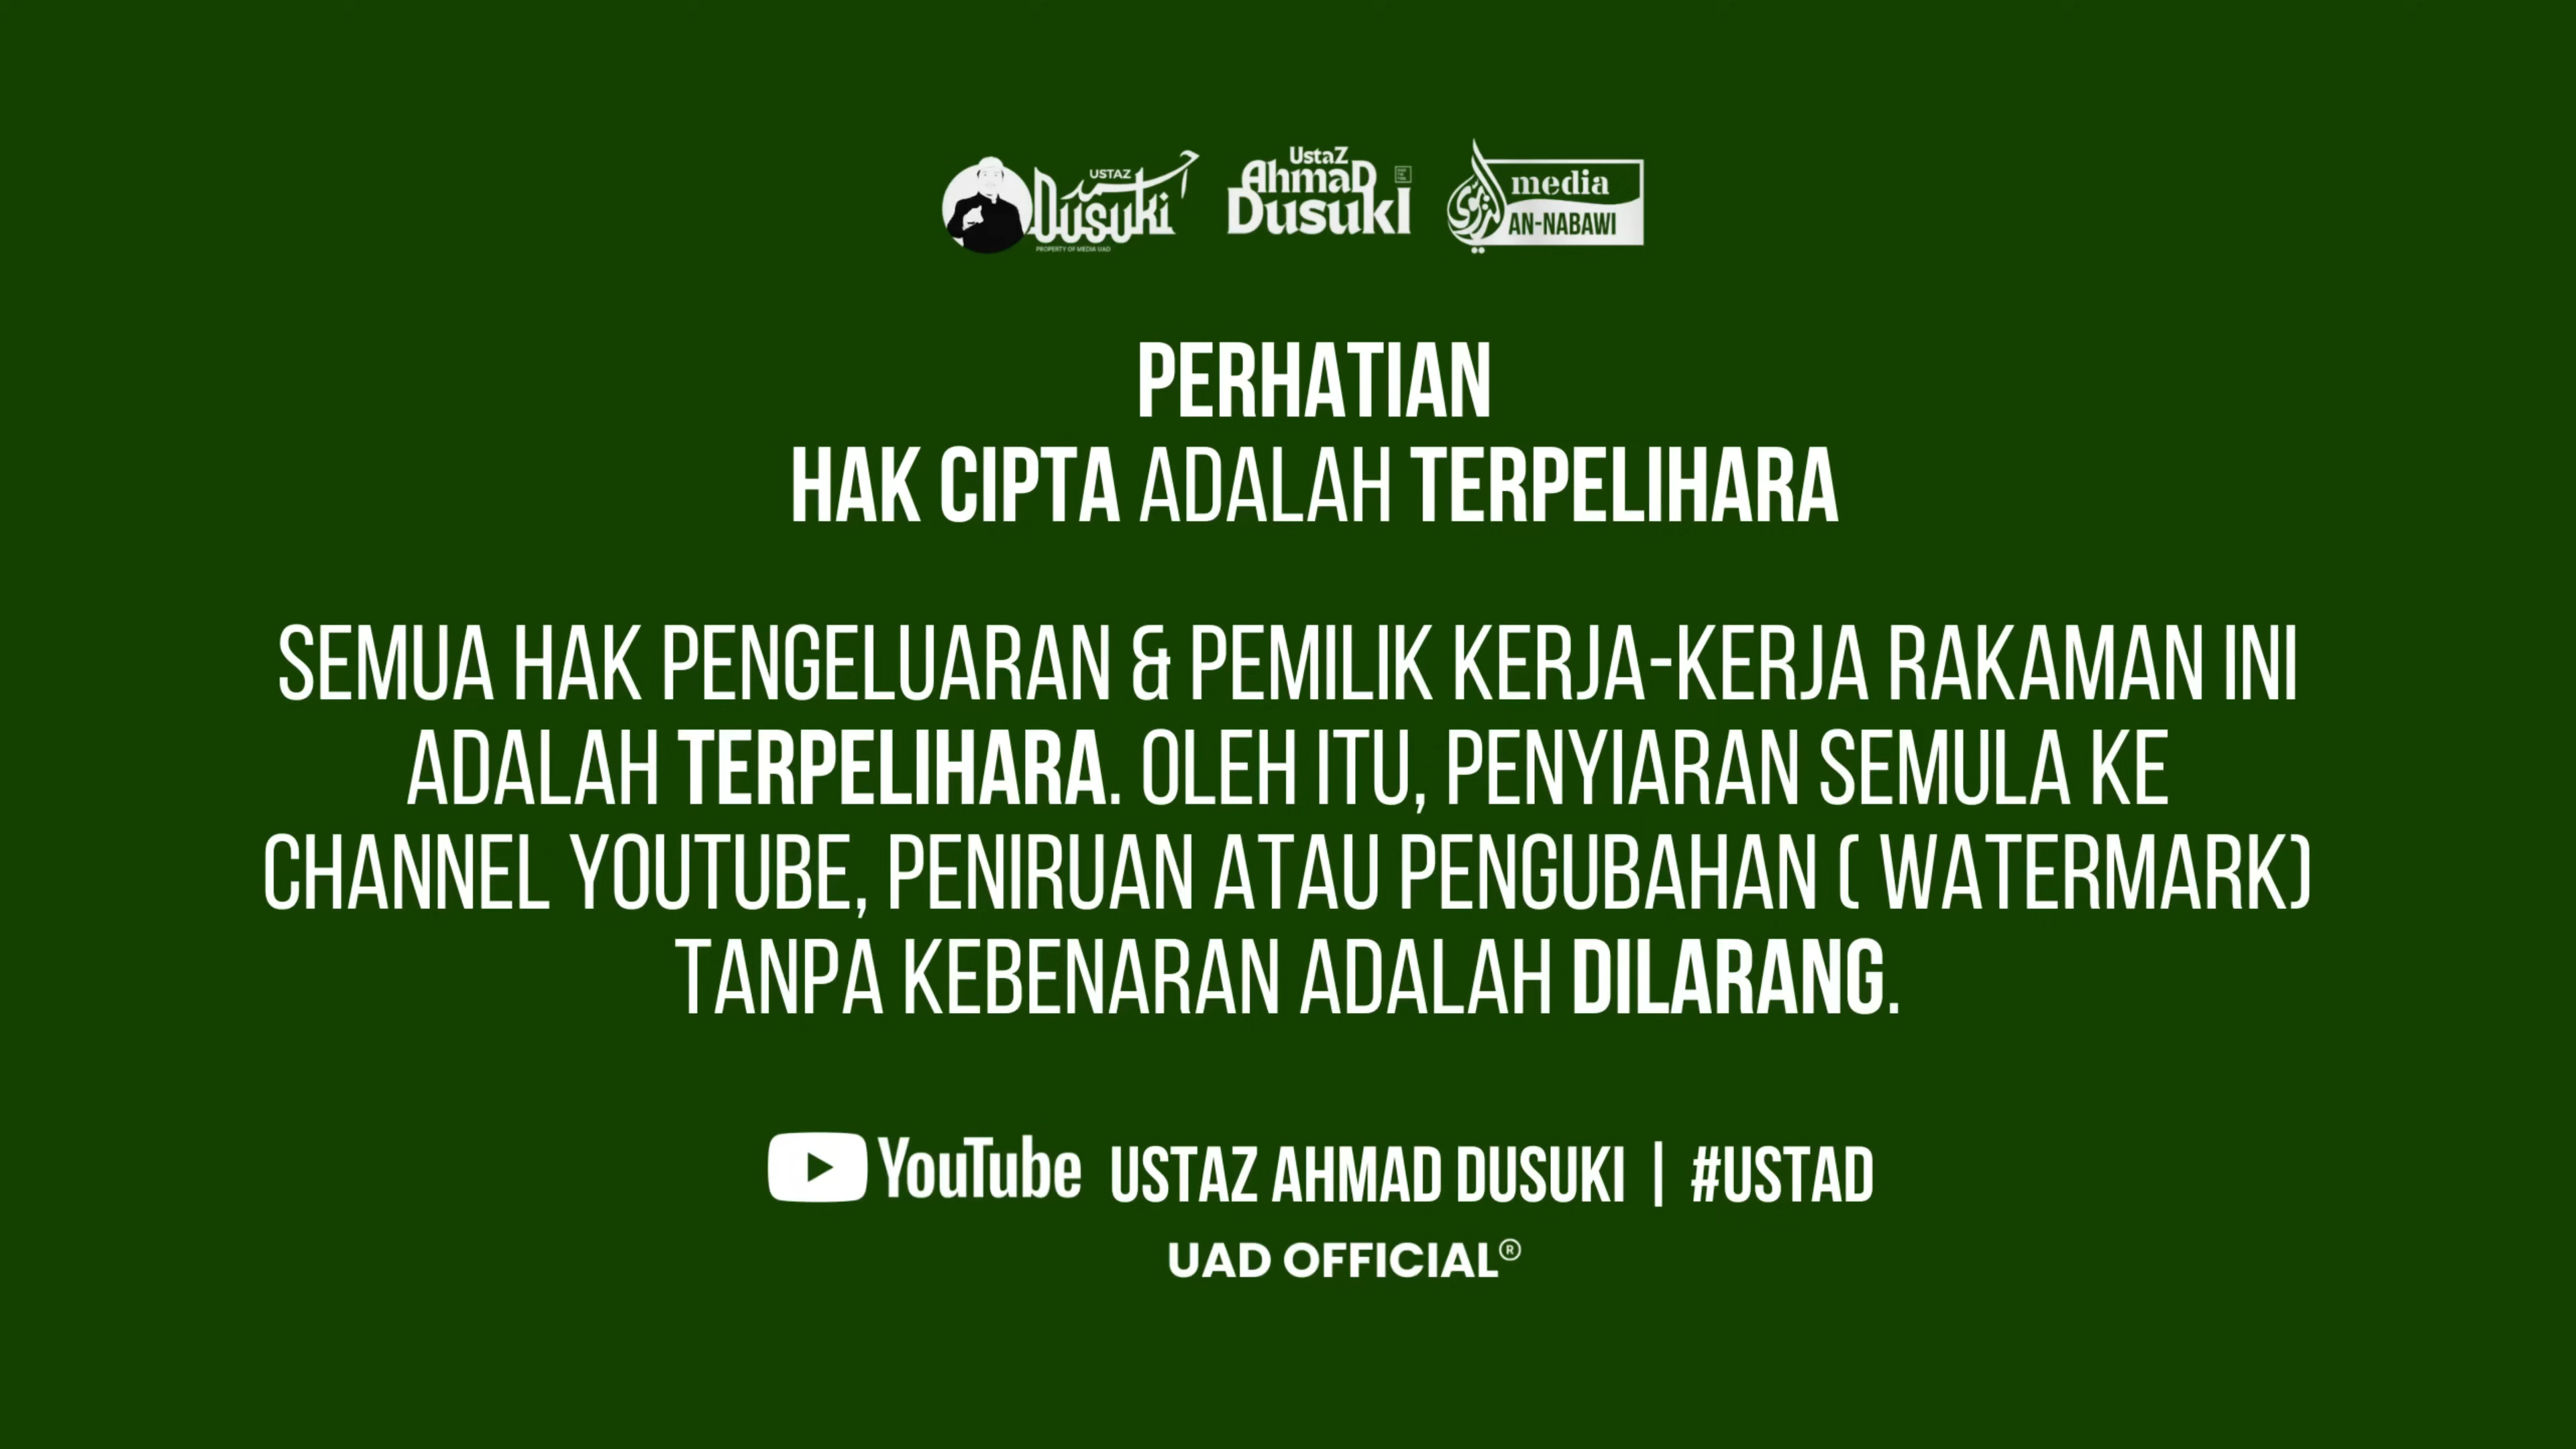 USTAZ
احمد
Dusuki
PROPERTY OF MEDIA UAD
UstaZ
AhmaD
DusukI
media
AN-NABAWI
PERHATIAN
HAK CIPTA ADALAH TERPELIHARA
SEMUA HAK PENGELUARAN & PEMILIK KERJA-KERJA RAKAMAN INI
ADALAH TERPELIHARA. OLEH ITU, PENYIARAN SEMULA KE
CHANNEL YOUTUBE, PENIRUAN ATAU PENGUBAHAN ( WATERMARK)
TANPA KEBENARAN ADALAH DILARANG.
YouTube USTAZ AHMAD DUSUKI | #USTAD
UAD OFFICIAL®